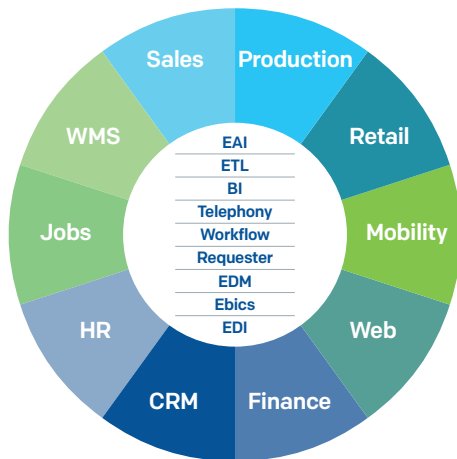 Sales
Production
WMS
Retail
Jobs
Mobility
HR
Web
CRM
Finance
EAI
ETL
BI
Telephony
Workflow
Requester
EDM
Ebics
EDI